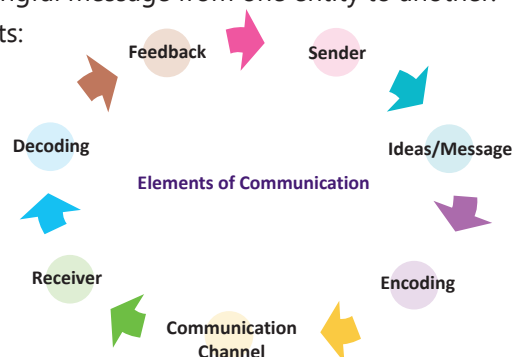 ngful message from one entity to another.
ts:
Feedback
Sender
Decoding
Ideas/Message
Elements of Communication
Receiver
Encoding
Communication
Channel